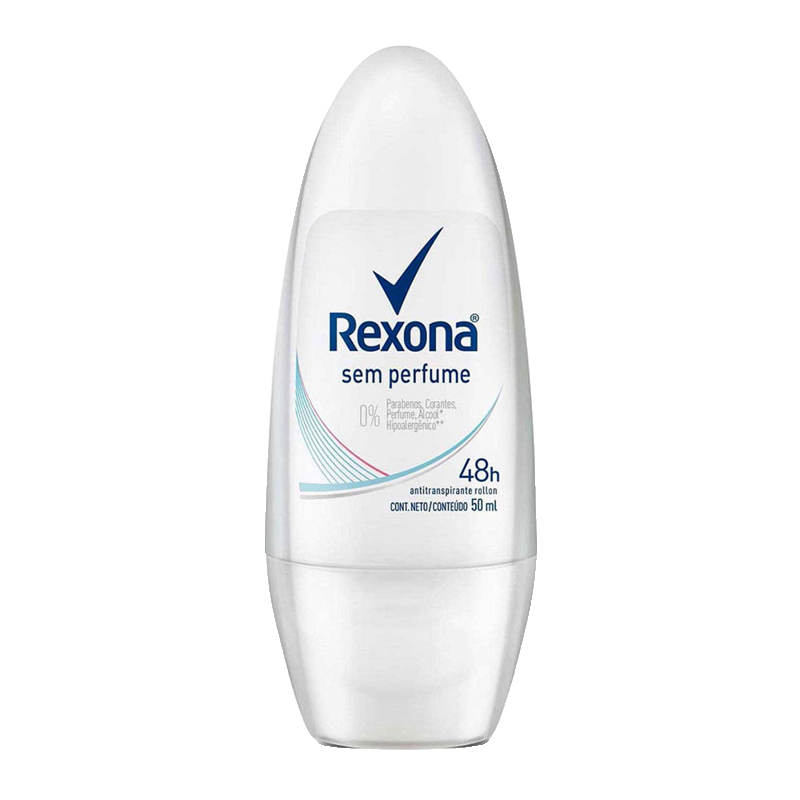 Rexona®
sem perfume
0%
Parabenos, Corantes,
Perfume, Álcool*
Hipoalergênico**
48h
antitranspirante rollon
CONT. NETO/CONTEÚDO 50 ml